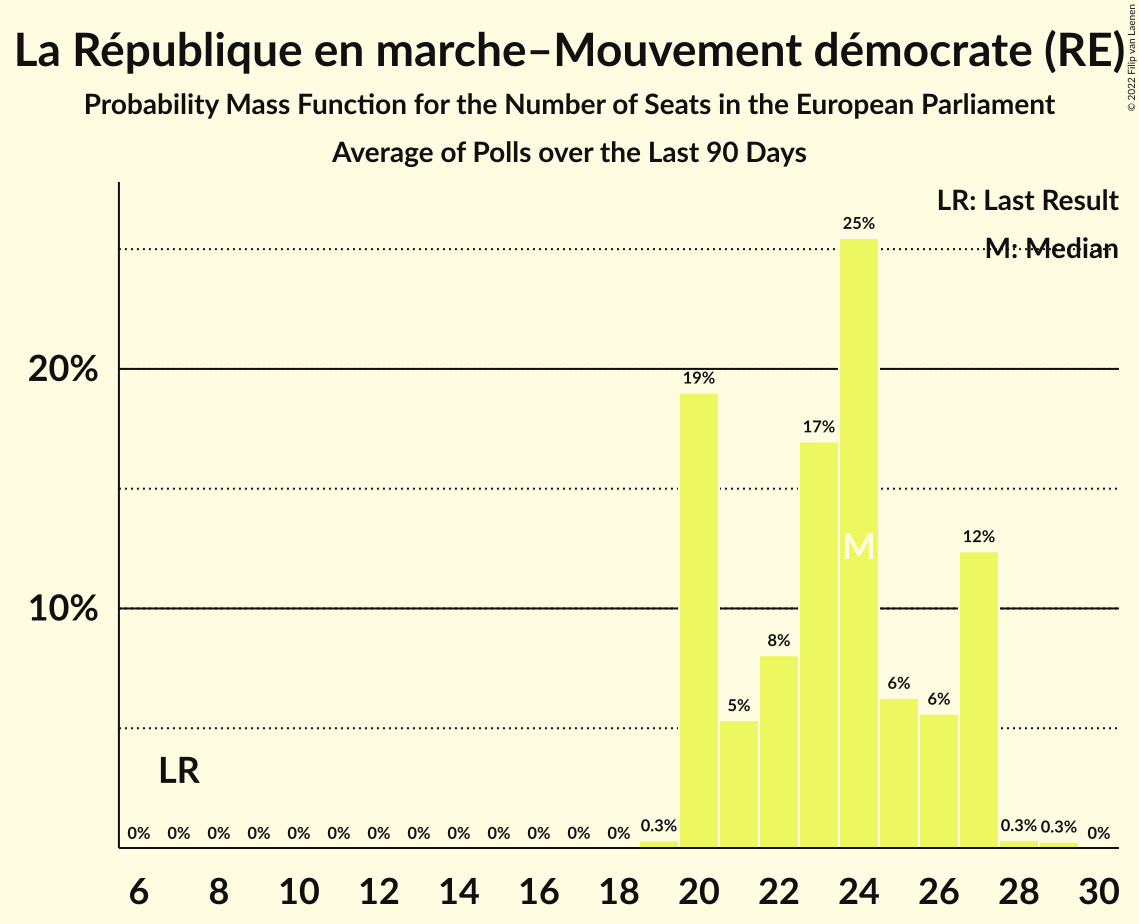 La République en marche–Mouvement démocrate (RE)
Probability Mass Function for the Number of Seats in the European Parliament
Average of Polls over the Last 90 Days
© 2022 Filip van Laenen
LR: Last Result
M: Median
25%
20%
19%
17%
M
12%
10%
8%
5%
6%
6%
LR
0% 0% 0% 0% 0% 0% 0% 0% 0% 0% 0% 0% 0% 0.3% 0.3% 0.3% 0%
6 8 10 12 14 16 18 20 22 24 26 28 30